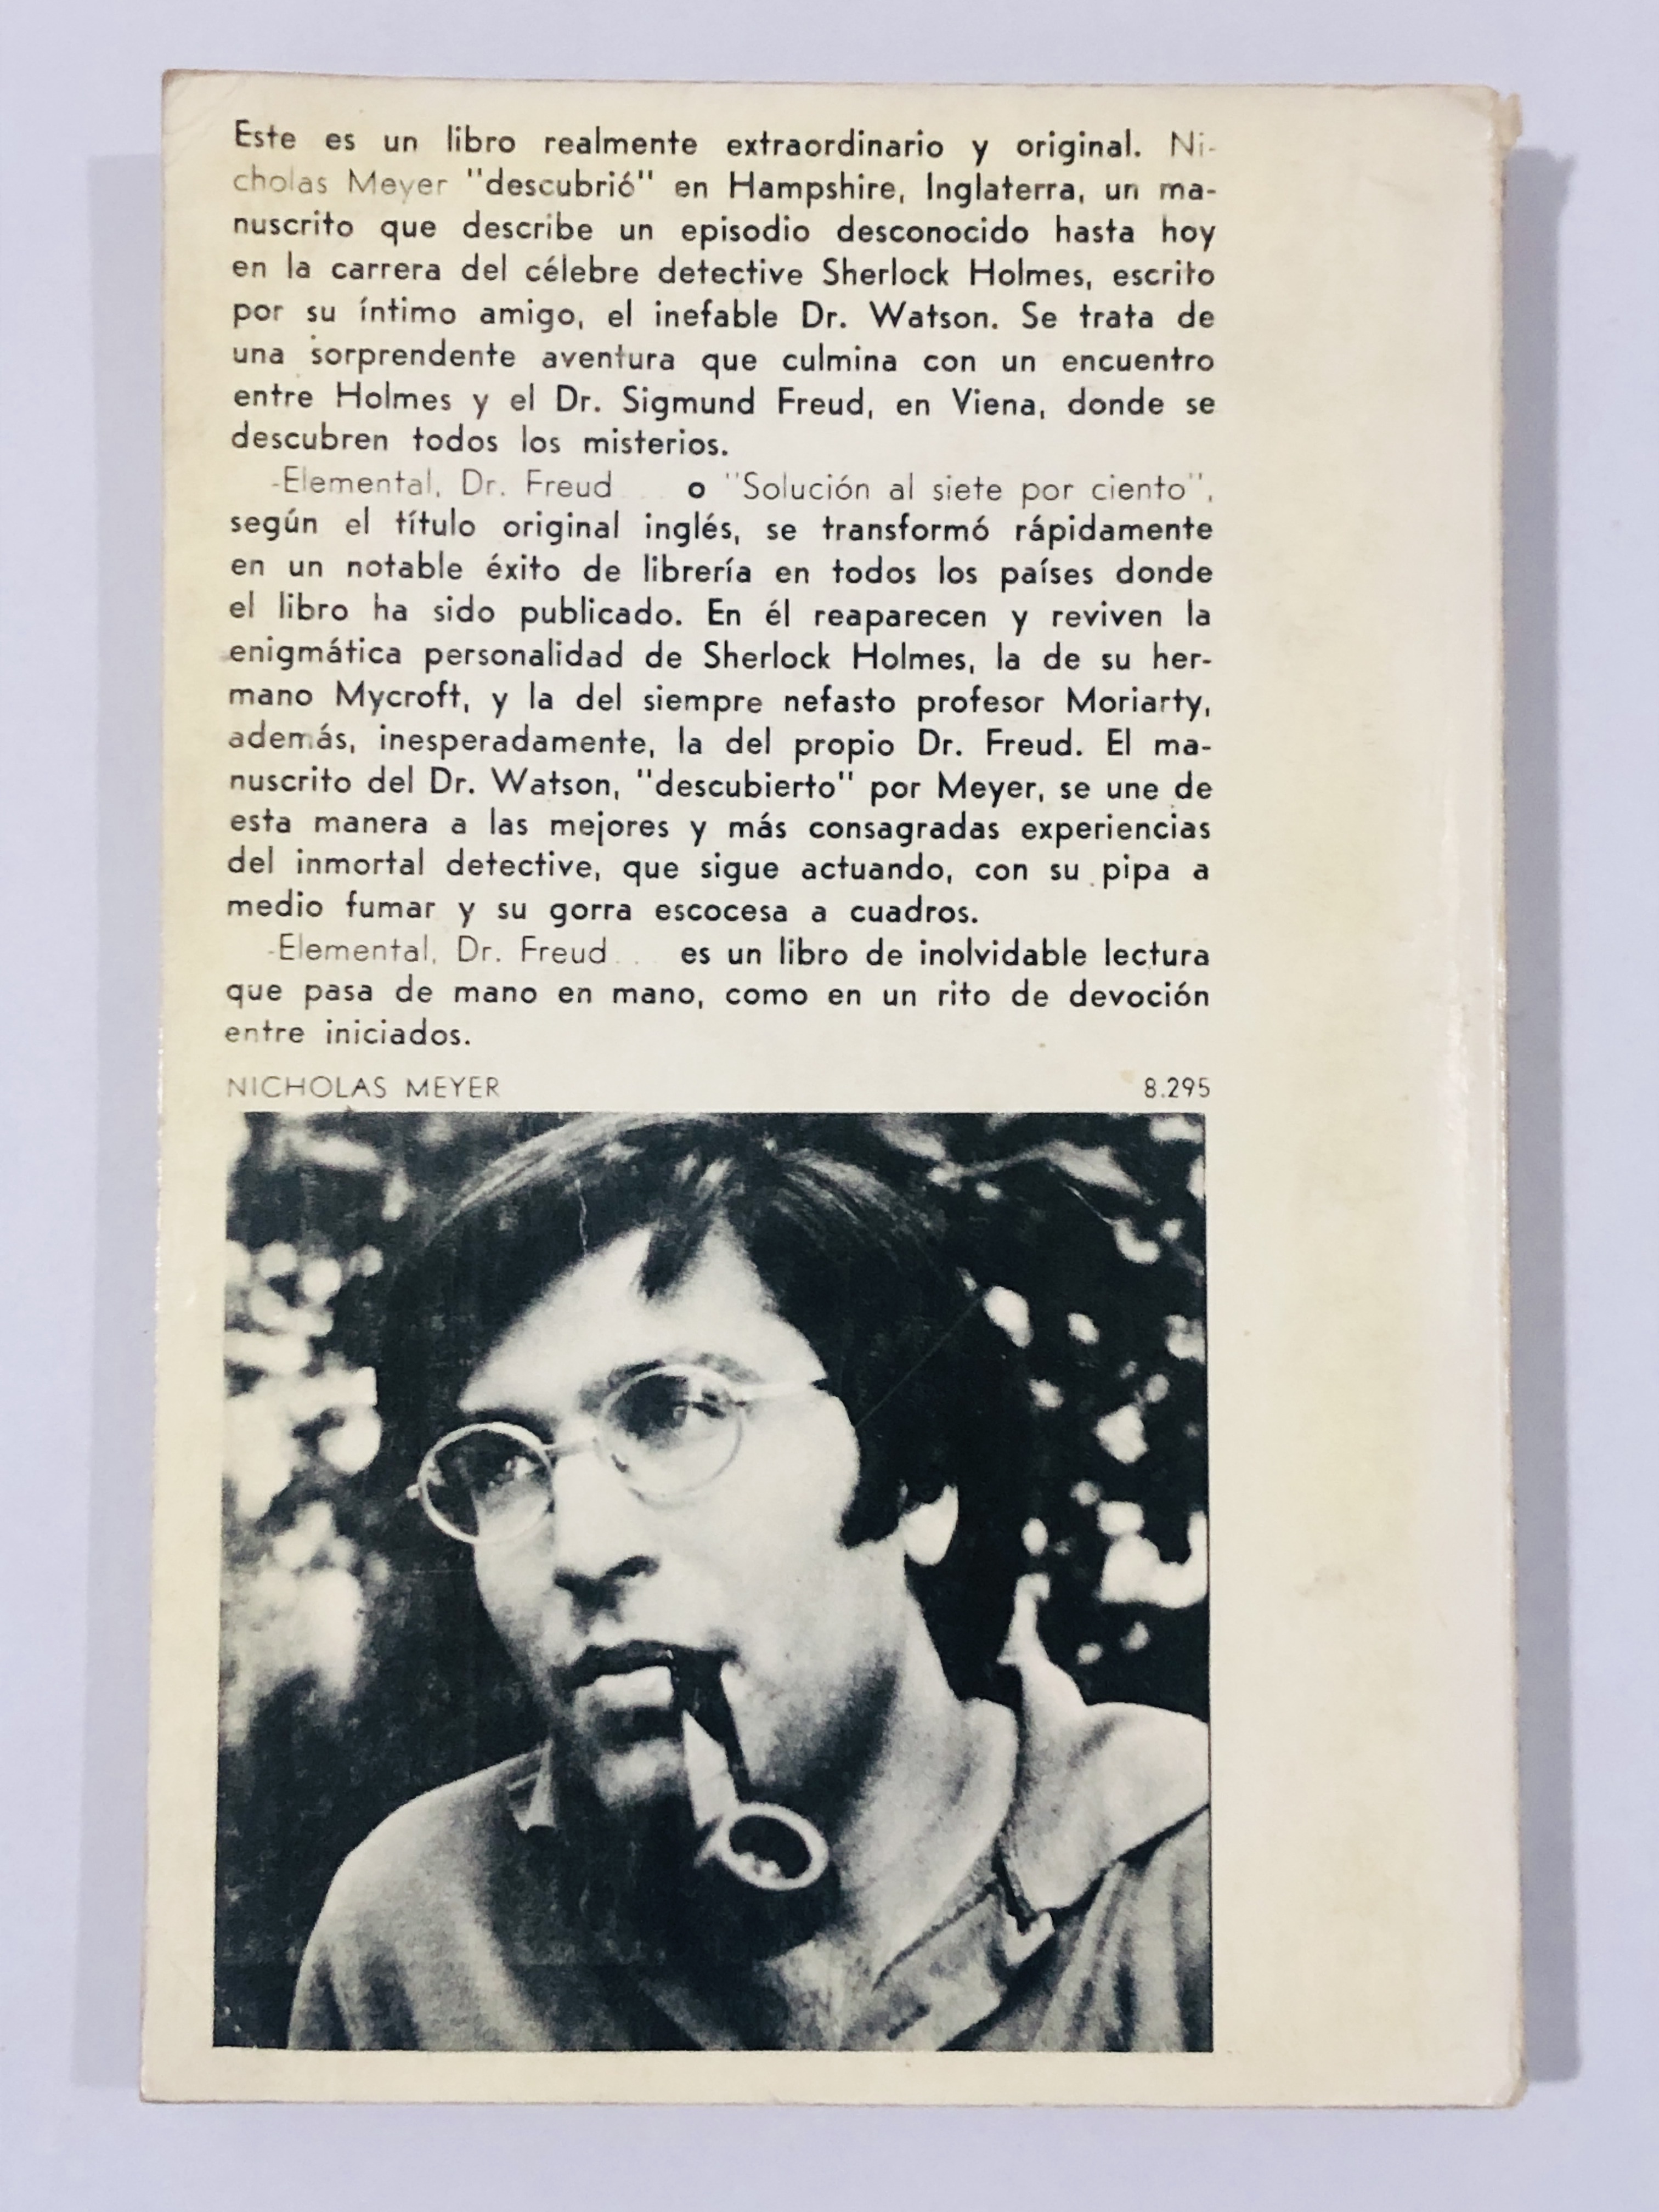 Este es un libro realmente extraordinario y original. Ni-
cholas Meyer "descubrió" en Hampshire, Inglaterra, un ma-
nuscrito que describe un episodio desconocido hasta hoy
en la carrera del célebre detective Sherlock Holmes, escrito
por su íntimo amigo, el inefable Dr. Watson. Se trata de
una sorprendente aventura que culmina con un encuentro
entre Holmes y el Dr. Sigmund Freud, en Viena, donde se
descubren todos los misterios.
-Elemental, Dr. Freud... o "Solución al siete por ciento",
según el título original inglés, se transformó rápidamente
en un notable éxito de librería en todos los países donde
el libro ha sido publicado. En él reaparecen y reviven la
enigmática personalidad de Sherlock Holmes, la de su her-
mano Mycroft, y la del siempre nefasto profesor Moriarty,
además, inesperadamente, la del propio Dr. Freud. El ma-
nuscrito del Dr. Watson, "descubierto" por Meyer, se une de
esta manera a las mejores y más consagradas experiencias
del inmortal detective, que sigue actuando, con su pipa a
medio fumar y su gorra escocesa a cuadros.
-Elemental, Dr. Freud... es un libro de inolvidable lectura
que pasa de mano en mano, como en un rito de devoción
entre iniciados.
NICHOLAS MEYER 8.295